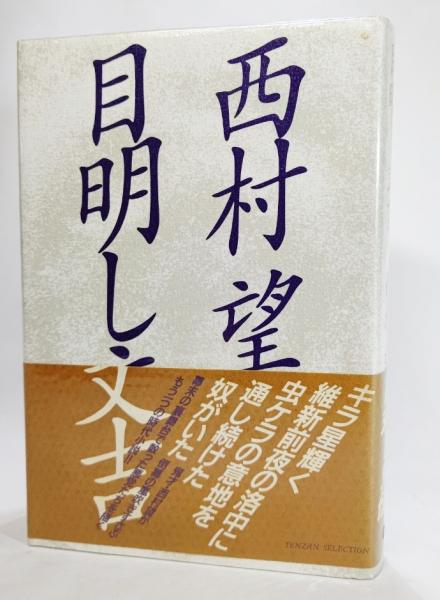 西村望
目明し文吉
キラ星輝く
維新前夜の洛中に
虫ケラの意地を
通し続けた
奴がいた
TENZAN SELECTION